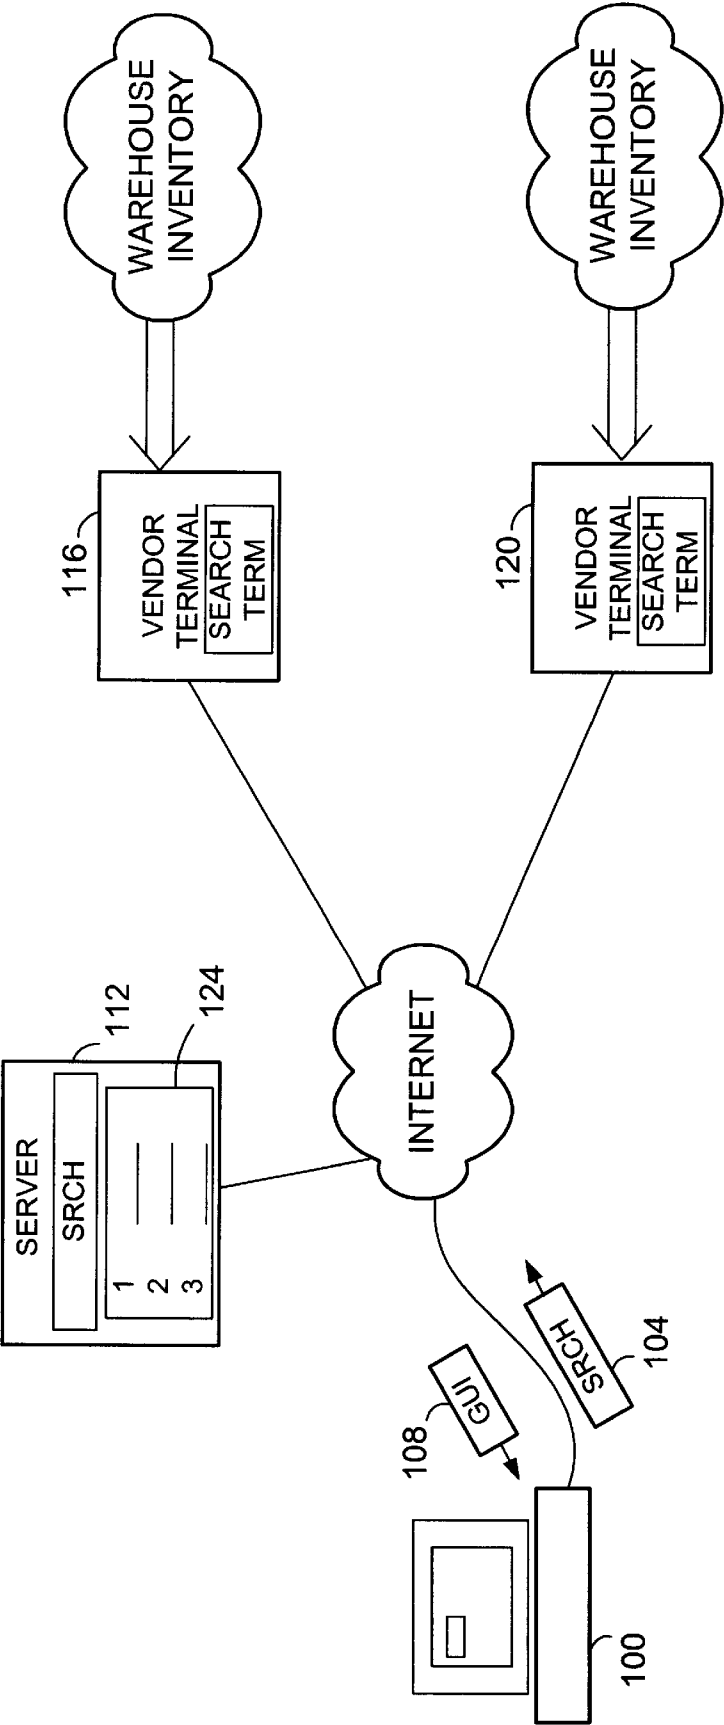 SERVER
SRCH
1
2
3
112
124
116
VENDOR
TERMINAL
SEARCH
TERM
WAREHOUSE
INVENTORY
INTERNET
GUI
108
SRCH
104
100
120
VENDOR
TERMINAL
SEARCH
TERM
WAREHOUSE
INVENTORY